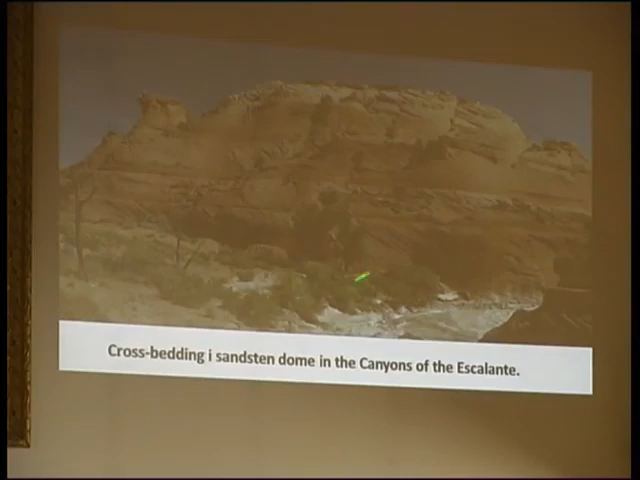 Cross-bedding i sandsten dome in the Canyons of the Escalante.